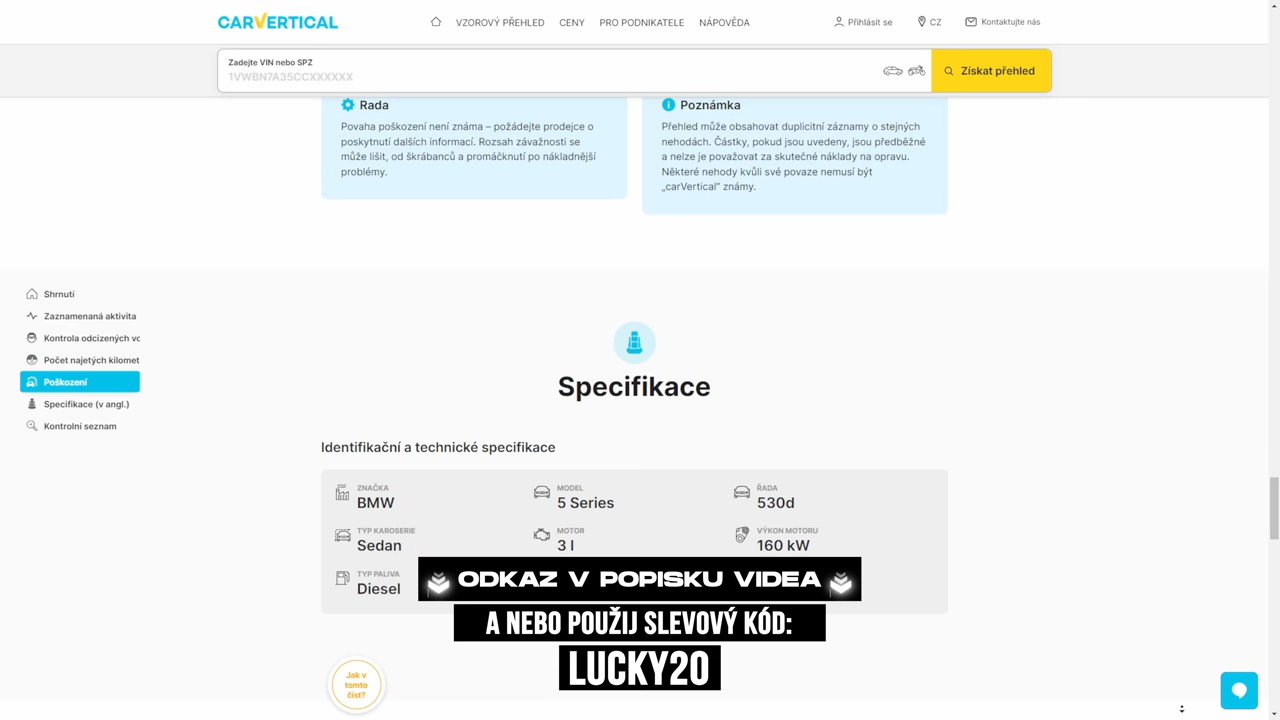 CARVERTICAL
VZOROVÝ PŘEHLED
CENY
PRO PODNIKATELE
NÁPOVĚDA
Přihlásit se
CZ
Kontaktujte nás
Zadejte VIN nebo SPZ
1VWBN7A35CCXXXXXX
Získat přehled
Rada
Povaha poškození není známa – požádejte prodejce o
poskytnutí dalších informací. Rozsah závažnosti se
může lišit, od škrábanců a promáčknutí po nákladnější
problémy.
Poznámka
Přehled může obsahovat duplicitní záznamy o stejných
nehodách. Částky, pokud jsou uvedeny, jsou předběžné
a nelze je považovat za skutečné náklady na opravu.
Některé nehody kvůli své povaze nemusí být
„carVertical” známy.
Shrnutí
Zaznamenaná aktivita
Kontrola odcizených vo
Počet najetých kilomet
Poškození
Specifikace (v angl.)
Kontrolní seznam
Specifikace
Identifikační a technické specifikace
ZNAČKA
BMW
MODEL
5 Series
ŘADA
530d
TYP KAROSERIE
Sedan
MOTOR
3 l
VÝKON MOTORU
160 kW
TYP PALIVA
Diesel
ODKAZ V POPISKU VIDEA
A NEBO POUŽIJ SLEVOVÝ KÓD:
LUCKY20
Jak v
tomto
číst?